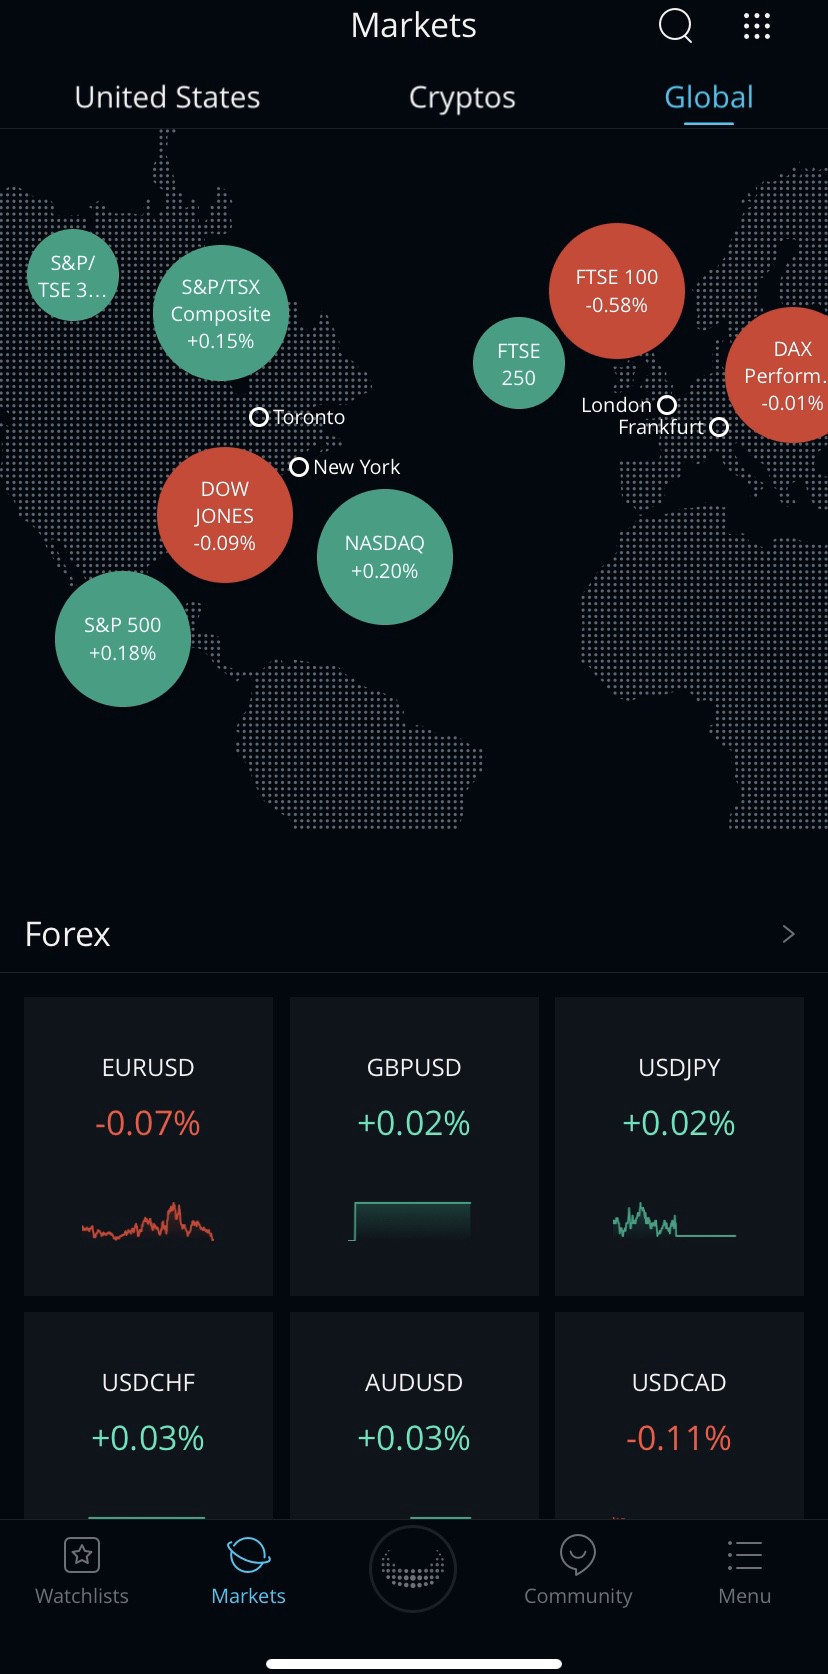 Markets
United States
Cryptos
Global
S&P/
TSE 3...
S&P/TSX
Composite
+0.15%
FTSE 100
-0.58%
FTSE
250
DAX
Perform.
-0.01%
London
Frankfurt
Toronto
New York
DOW
JONES
-0.09%
NASDAQ
+0.20%
S&P 500
+0.18%
Forex
EURUSD
-0.07%
GBPUSD
+0.02%
USDJPY
+0.02%
USDCHF
+0.03%
AUDUSD
+0.03%
USDCAD
-0.11%
Watchlists
Markets
Community
Menu